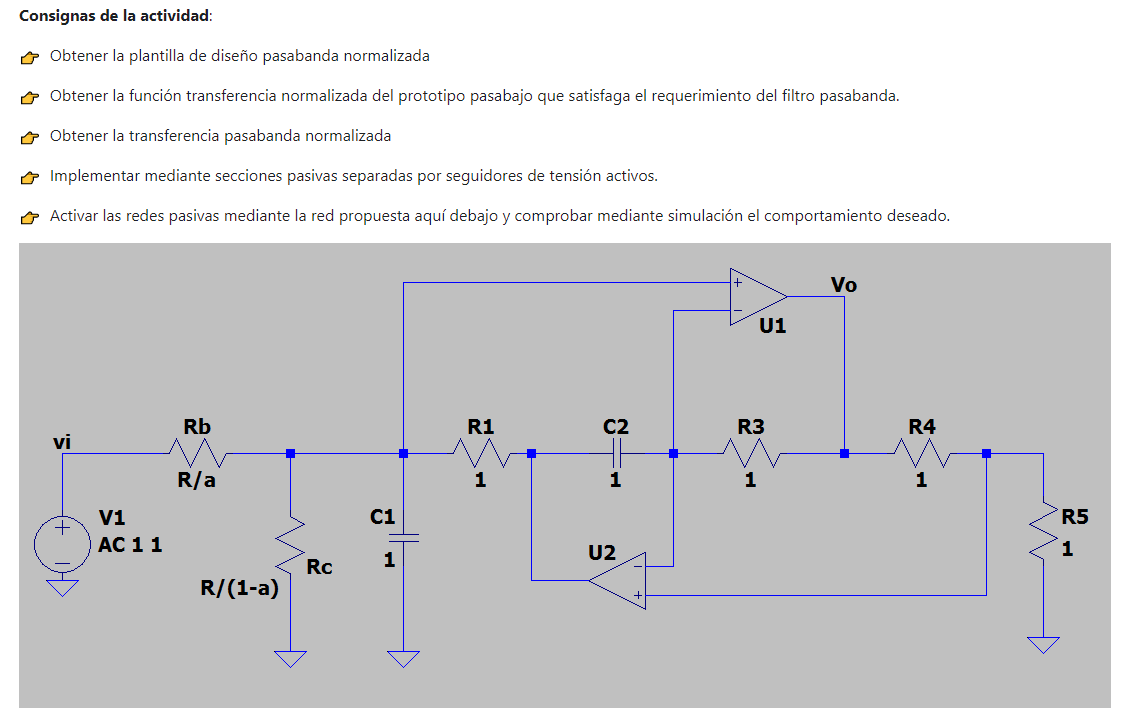 Consignas de la actividad:
Obtener la plantilla de diseño pasabanda normalizada
Obtener la función transferencia normalizada del prototipo pasabajo que satisfaga el requerimiento del filtro pasabanda.
Obtener la transferencia pasabanda normalizada
Implementar mediante secciones pasivas separadas por seguidores de tensión activos.
Activar las redes pasivas mediante la red propuesta aquí debajo y comprobar mediante simulación el comportamiento deseado.
Vo
U1
vi
Rb
R1
C2
R3
R4
R/a
1
1
1
1
V1
AC 1 1
C1
1
Rc
R/(1-a)
U2
R5
1